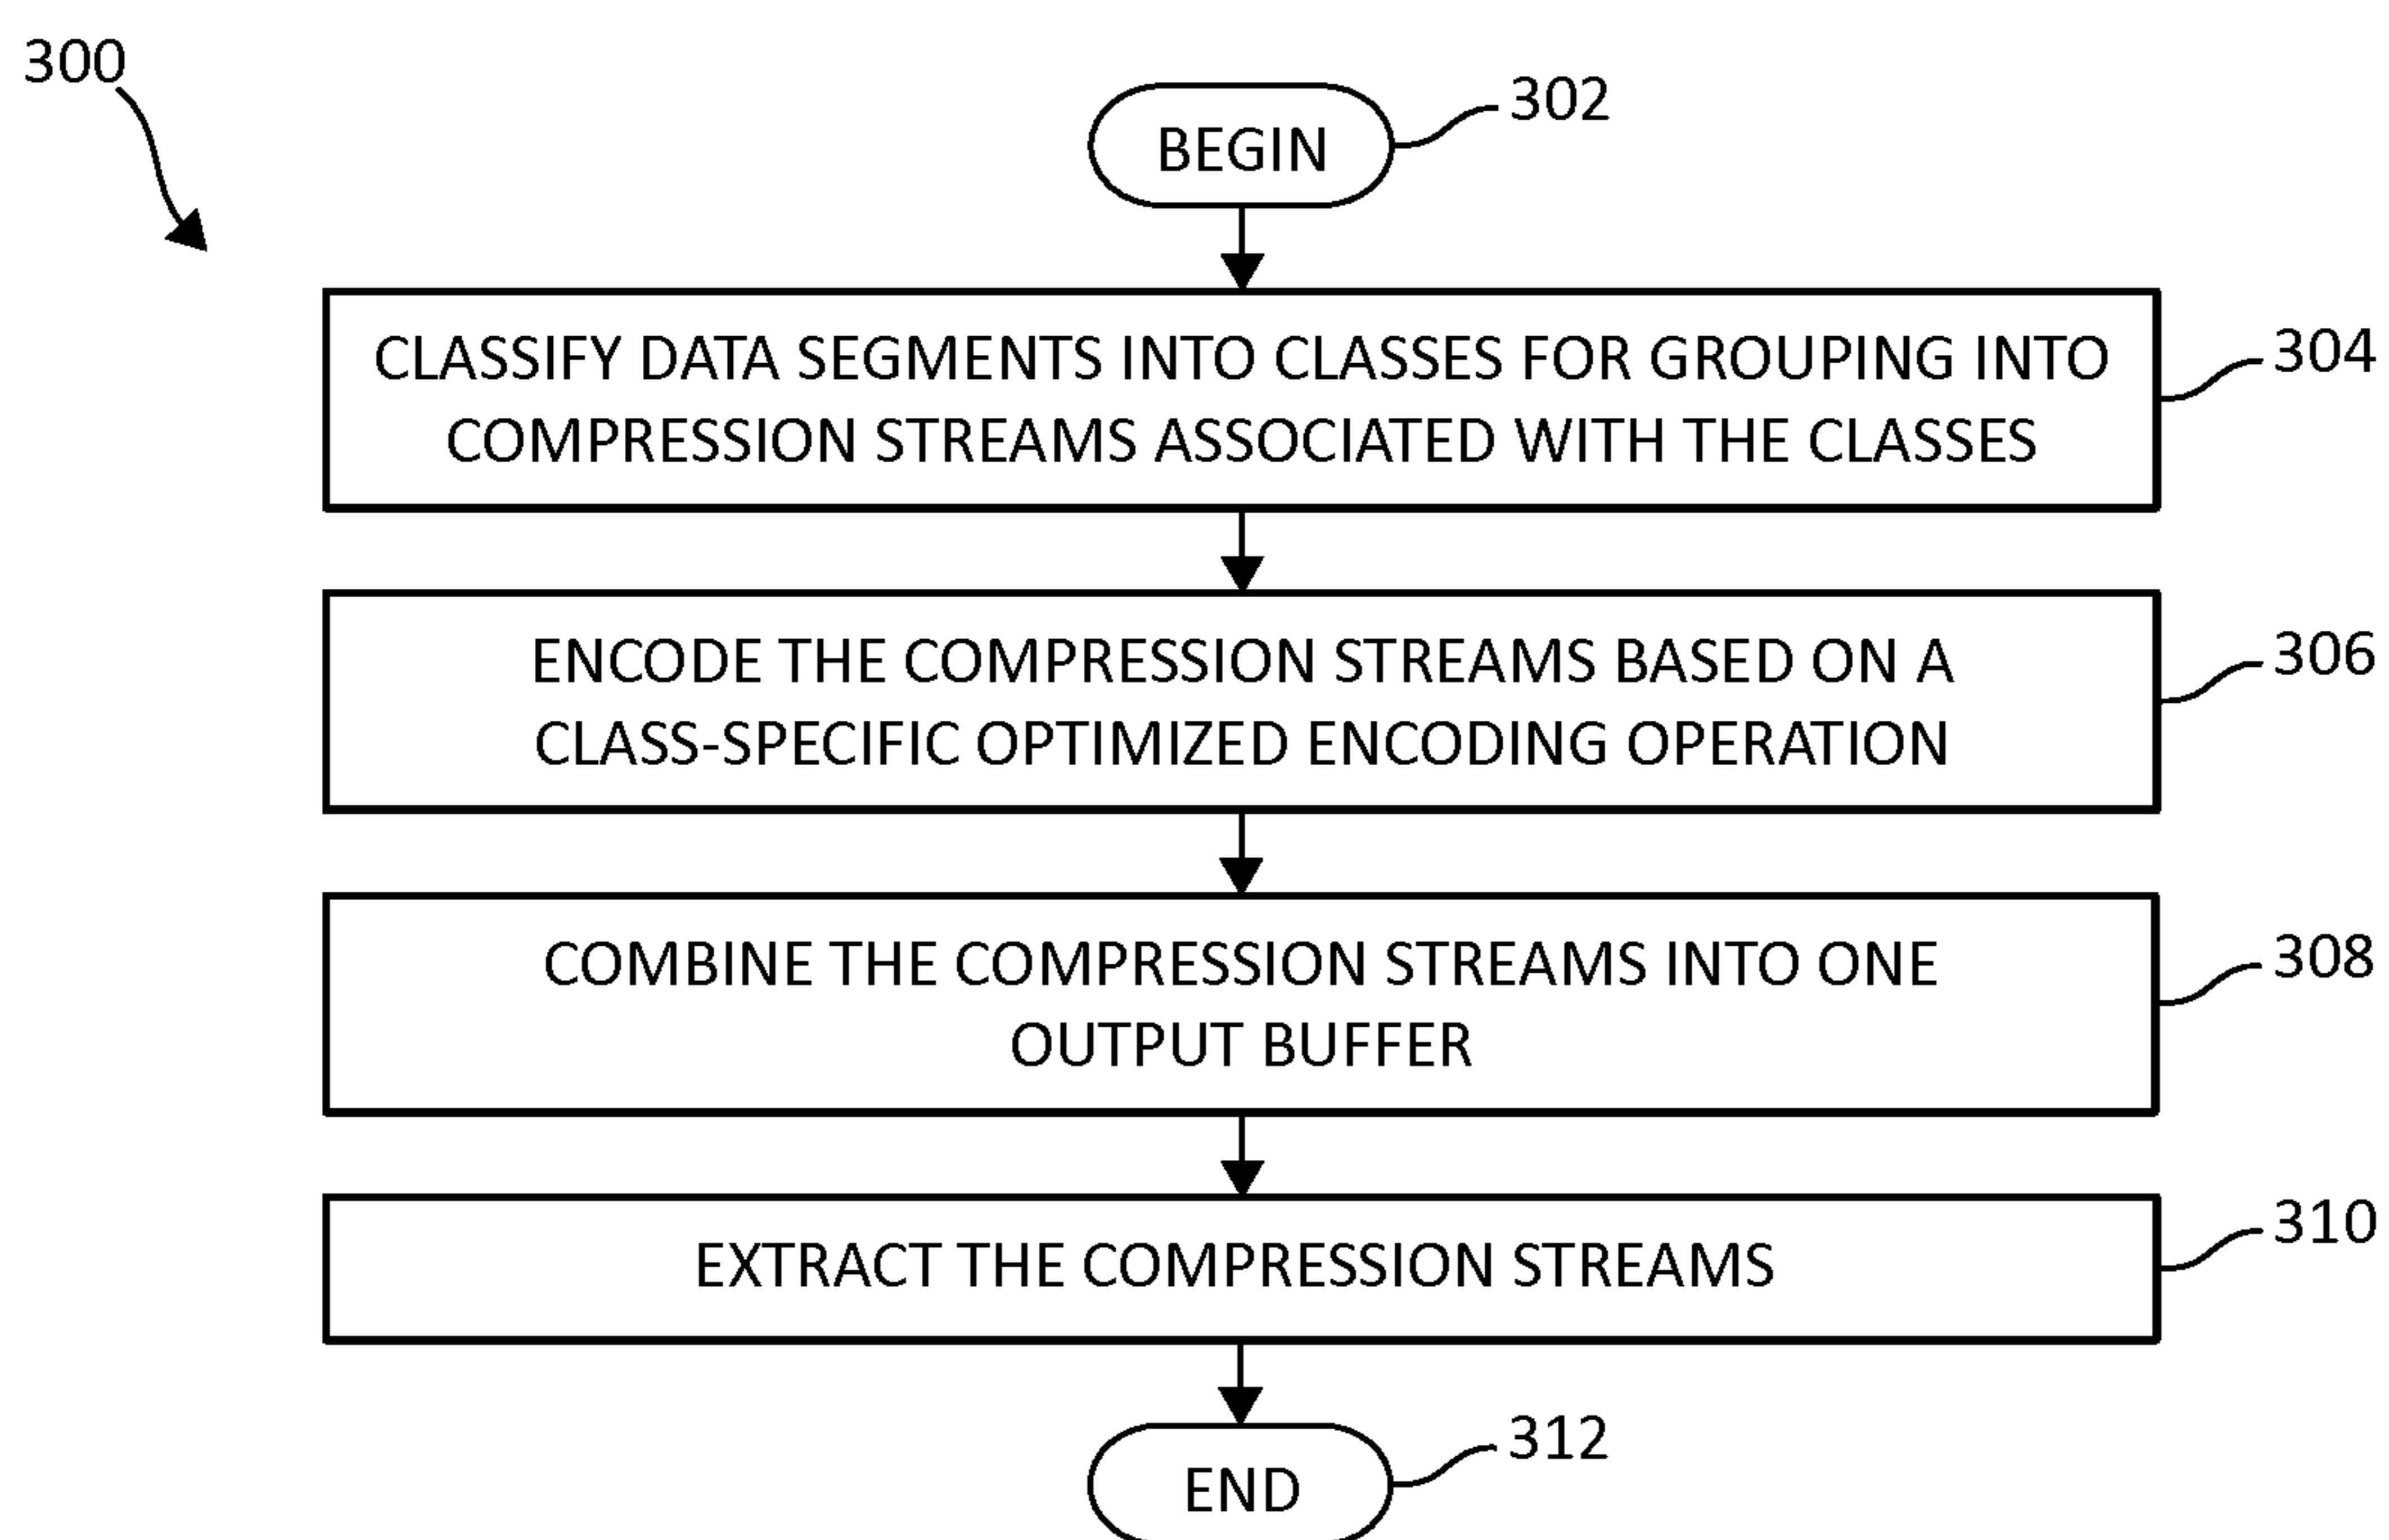 300
BEGIN
302
CLASSIFY DATA SEGMENTS INTO CLASSES FOR GROUPING INTO
COMPRESSION STREAMS ASSOCIATED WITH THE CLASSES
304
ENCODE THE COMPRESSION STREAMS BASED ON A
CLASS-SPECIFIC OPTIMIZED ENCODING OPERATION
306
COMBINE THE COMPRESSION STREAMS INTO ONE
OUTPUT BUFFER
308
EXTRACT THE COMPRESSION STREAMS
310
END
312